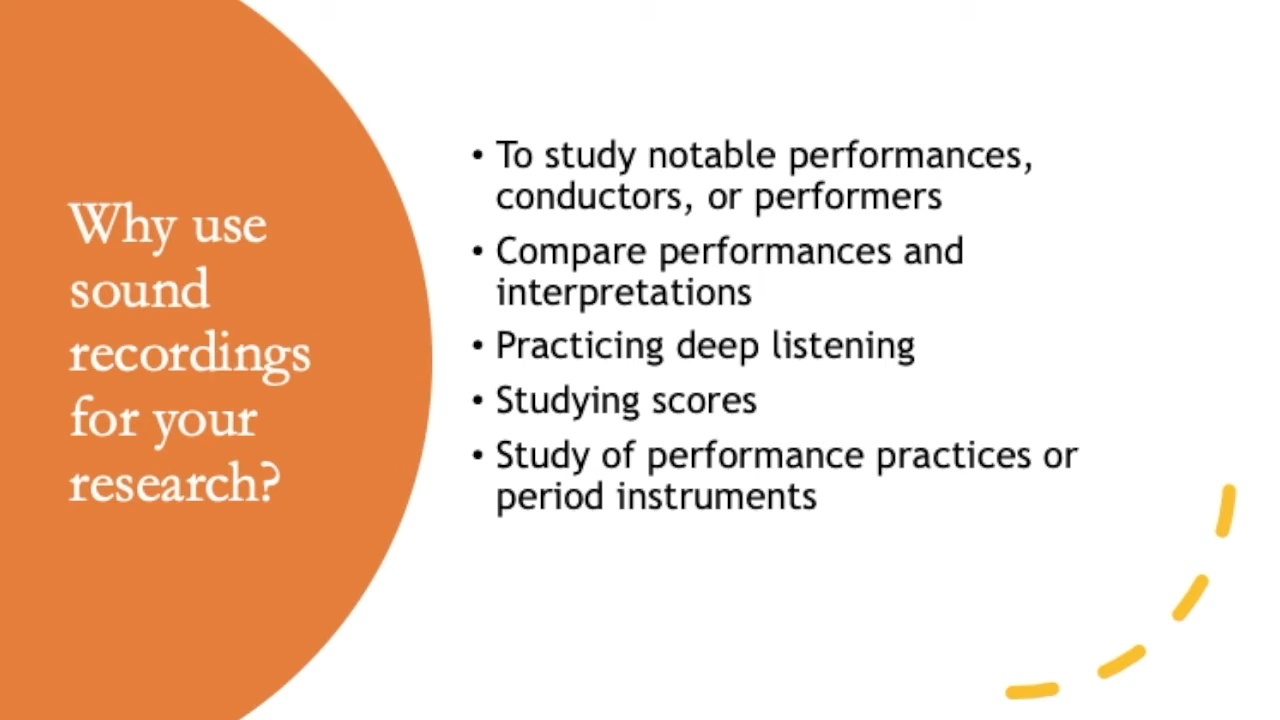 Why use
sound
recordings
for your
research?
• To study notable performances,
conductors, or performers
• Compare performances and
interpretations
• Practicing deep listening
• Studying scores
• Study of performance practices or
period instruments